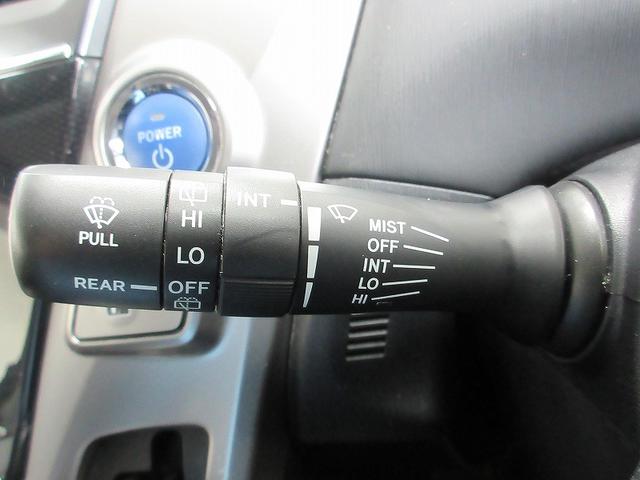 POWER
PULL
REAR
HI
LO
OFF
INT
MIST
OFF
INT
LO
HI